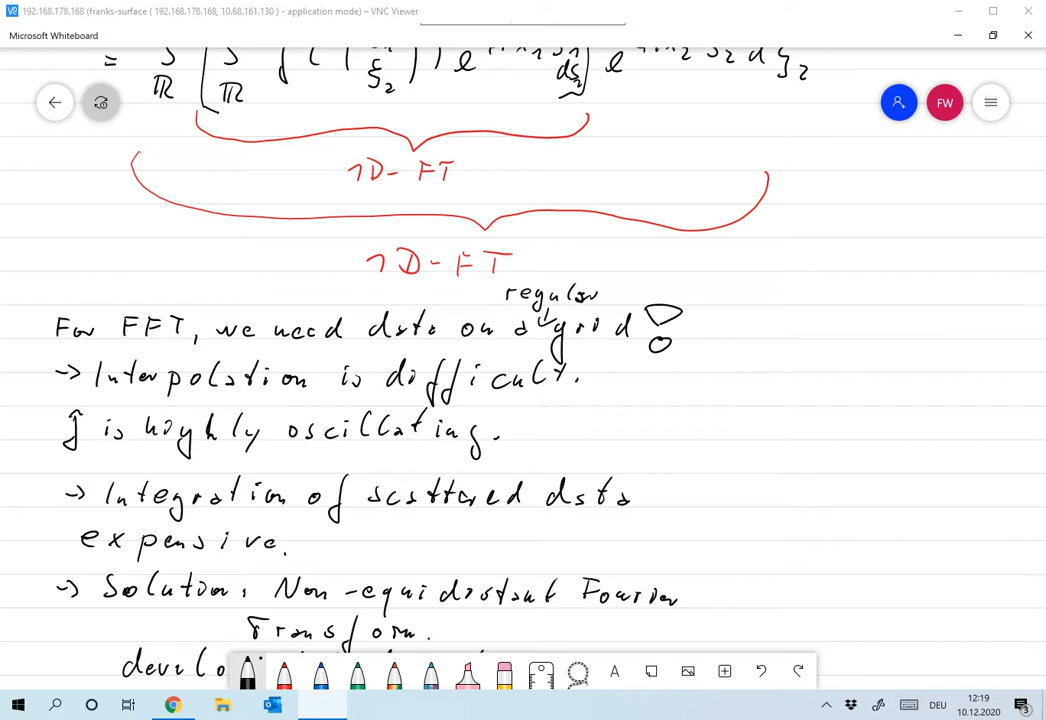 192.168.178.168 (franks-surface ( 192.168.178.168, 10.68.161.130 ) - application mode) - VNC Viewer
Microsoft Whiteboard
FW
1D-FT
1D-FT
regular
For FFT, we need data on a grid
→ Interpolation is difficult.
f̂ is highly oscillating.
→ Integration of scattered data
expensive.
→ Solution: Non-equidistant Fourier
Transform.
A
DEU
12:19
10.12.2020
3